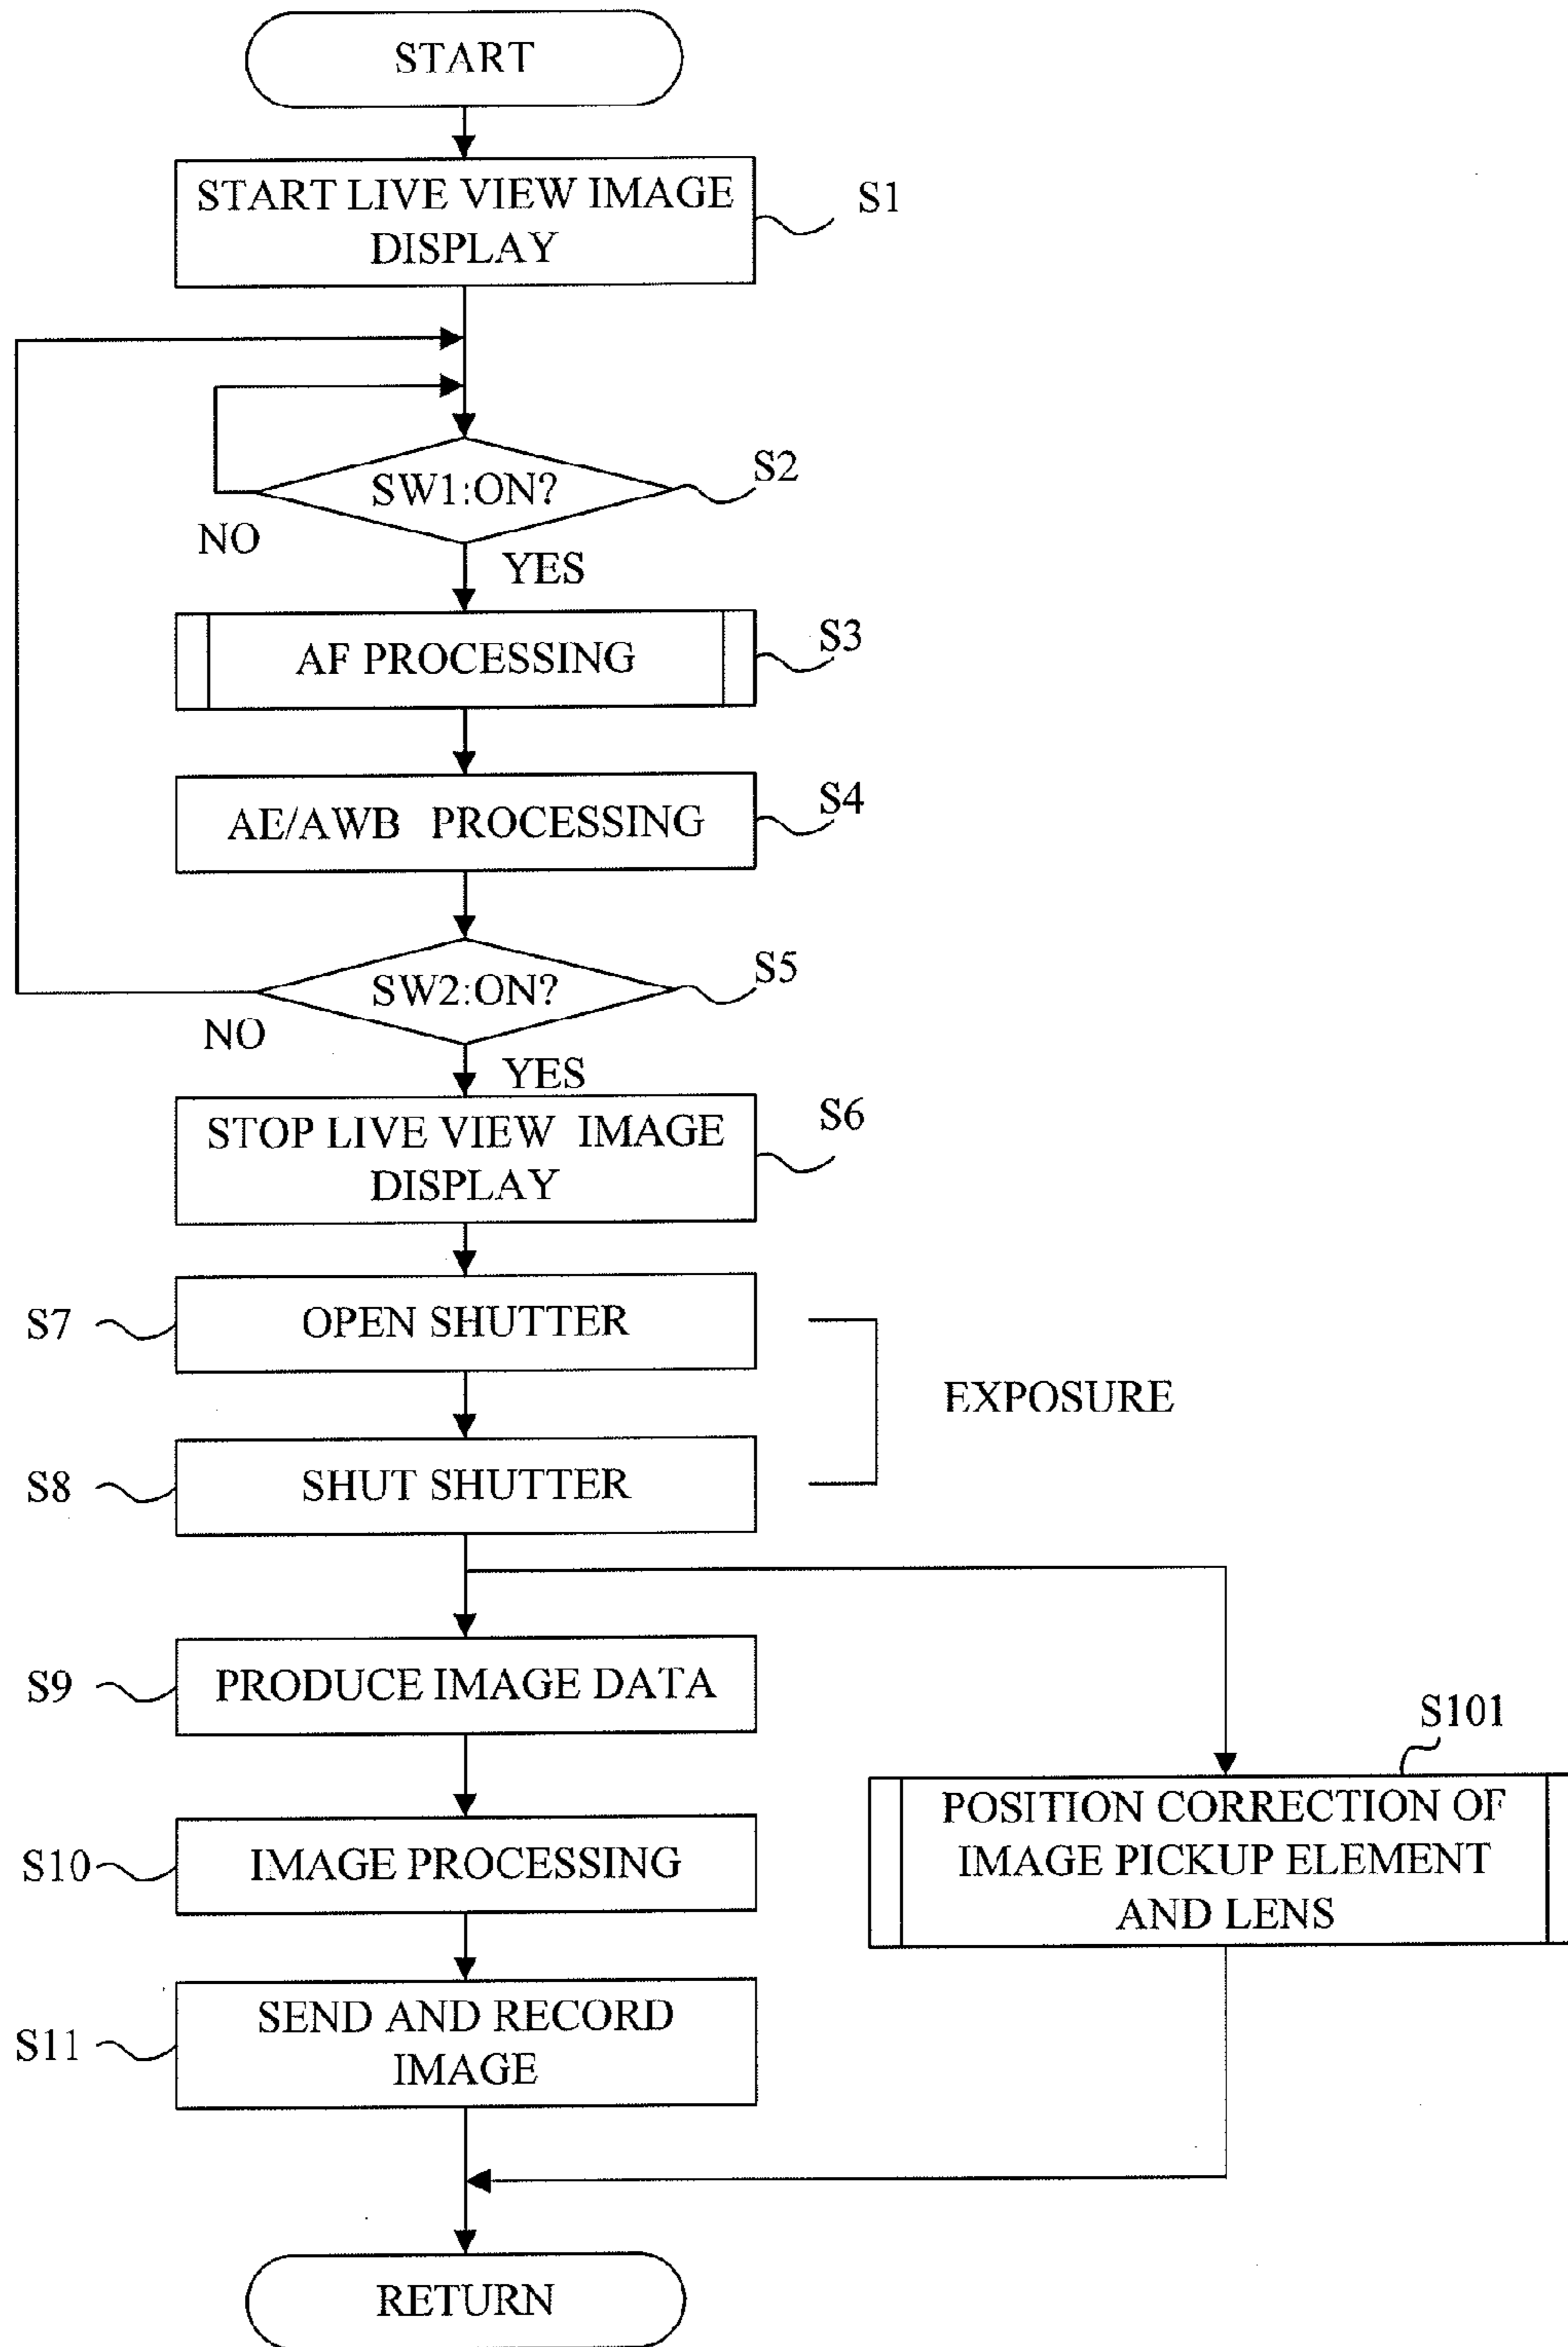 START
START LIVE VIEW IMAGE
DISPLAY
S1
SW1:ON?
S2
NO
YES
AF PROCESSING
S3
AE/AWB PROCESSING
S4
SW2:ON?
S5
NO
YES
STOP LIVE VIEW IMAGE
DISPLAY
S6
S7
OPEN SHUTTER
EXPOSURE
S8
SHUT SHUTTER
S9
PRODUCE IMAGE DATA
S101
POSITION CORRECTION OF
IMAGE PICKUP ELEMENT
AND LENS
S10
IMAGE PROCESSING
S11
SEND AND RECORD
IMAGE
RETURN